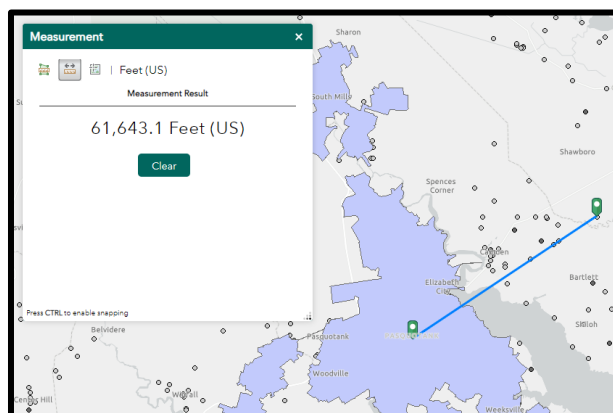 Measurement
×
| Feet (US)
Measurement Result
61,643.1 Feet (US)
Clear
Press CTRL to enable snapping
Sharon
South Mills
Shawboro
Spences
Corner
Camden
Elizabeth
City
Bartlett
Shiloh
Belvidere
Pasquotank
Woodville
Weeksville